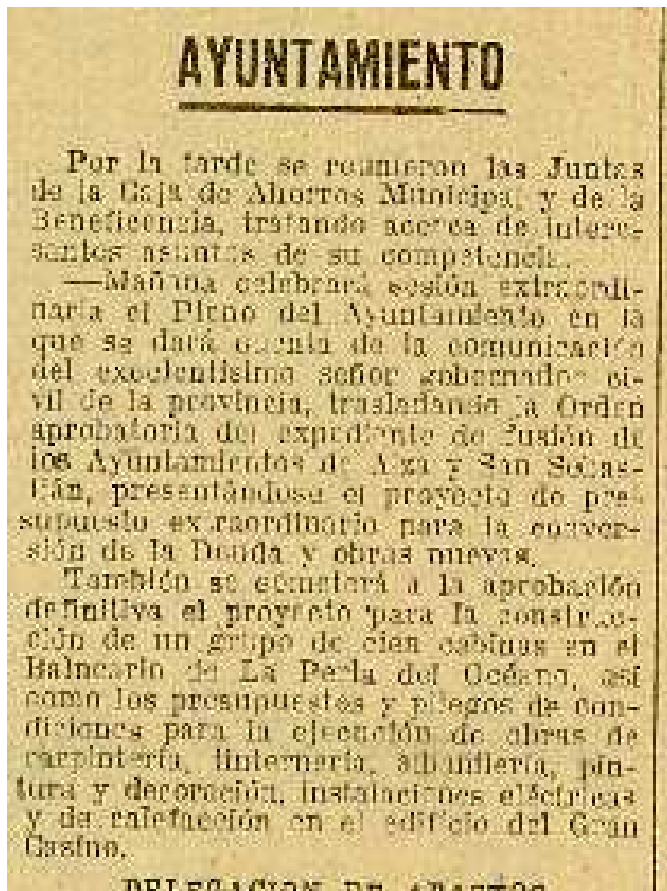 AYUNTAMIENTO
Por la tarde se reunieron las Juntas
de la Caja de Ahorros Municipal y de la
Beneficencia, tratando acerca de intere-
santes asuntos de su competencia.
—Mañana celebrará sesión extraordi-
naria el Pleno del Ayuntamiento en la
que se dará cuenta de la comunicación
del excelentísimo señor gobernador ci-
vil de la provincia, trasladando la Orden
aprobatoria del expediente de fusión de
los Ayuntamientos de Alza y San Sebas-
tián, presentándose el proyecto de pre-
supuesto extraordinario para la conver-
sión de la Deuda y obras nuevas.
También se someterá a la aprobación
definitiva el proyecto para la construc-
ción de un grupo de cien cabinas en el
Balneario de La Perla del Océano, así
como los presupuestos y pliegos de con-
diciones para la ejecución de obras de
carpintería, linternería, albañilería, pin-
tura y decoración, instalaciones eléctricas
y de calefacción en el edificio del Gran
Casino.
DELEGACION DE ABASTOS